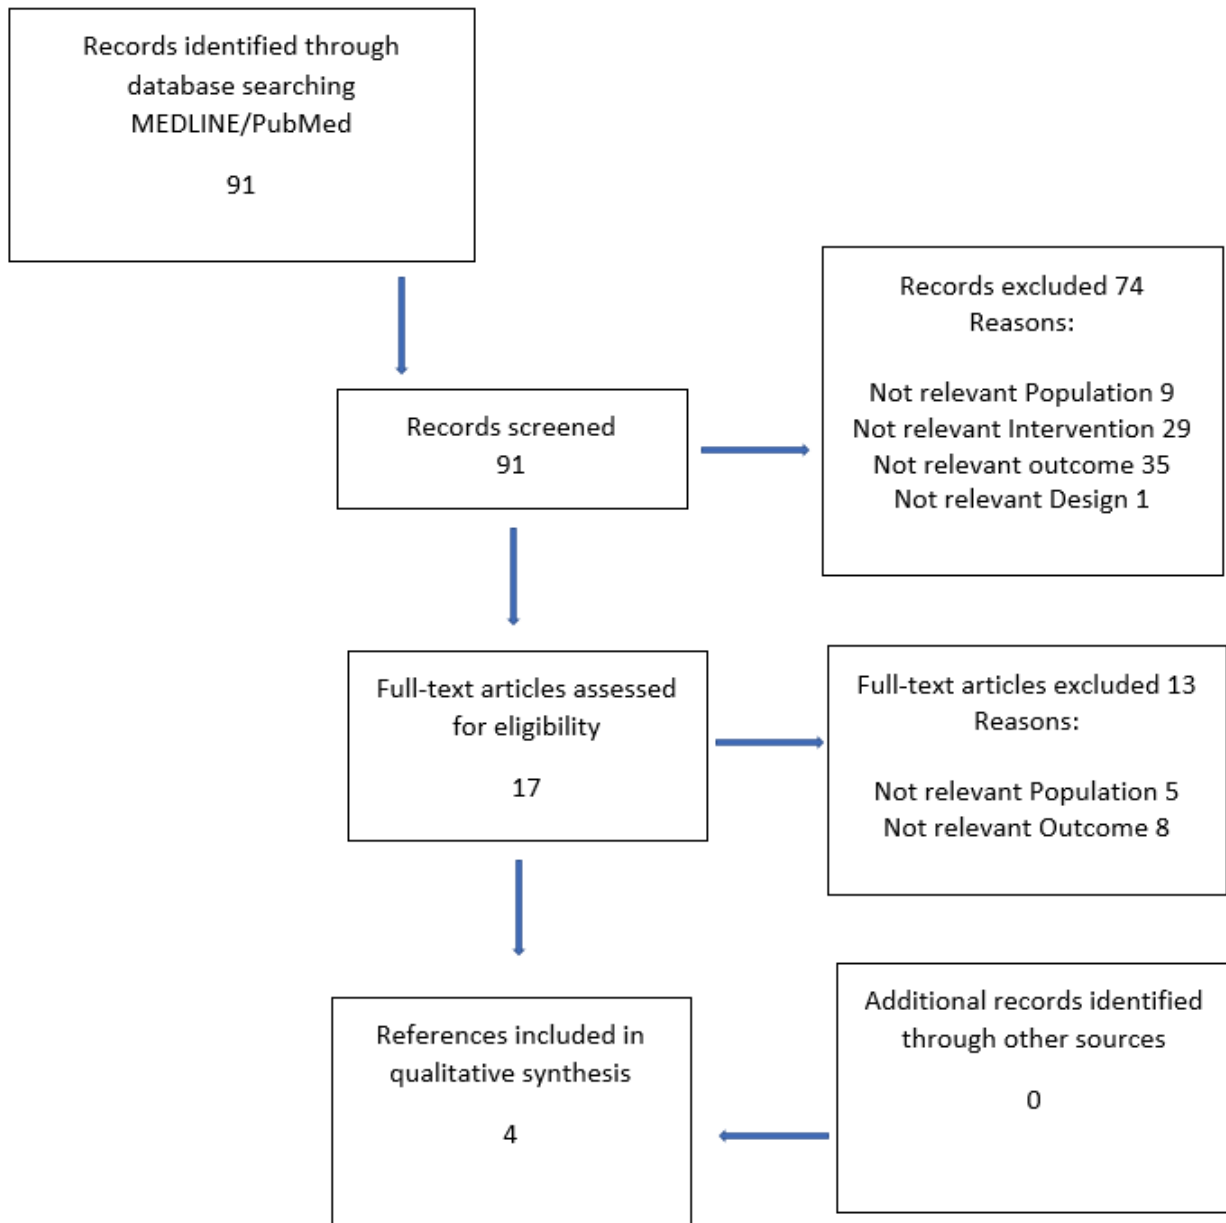 Records identified through
database searching
MEDLINE/PubMed
91
Records excluded 74
Reasons:
Not relevant Population 9
Not relevant Intervention 29
Not relevant outcome 35
Not relevant Design 1
Records screened
91
Full-text articles assessed
for eligibility
17
Full-text articles excluded 13
Reasons:
Not relevant Population 5
Not relevant Outcome 8
References included in
qualitative synthesis
4
Additional records identified
through other sources
0